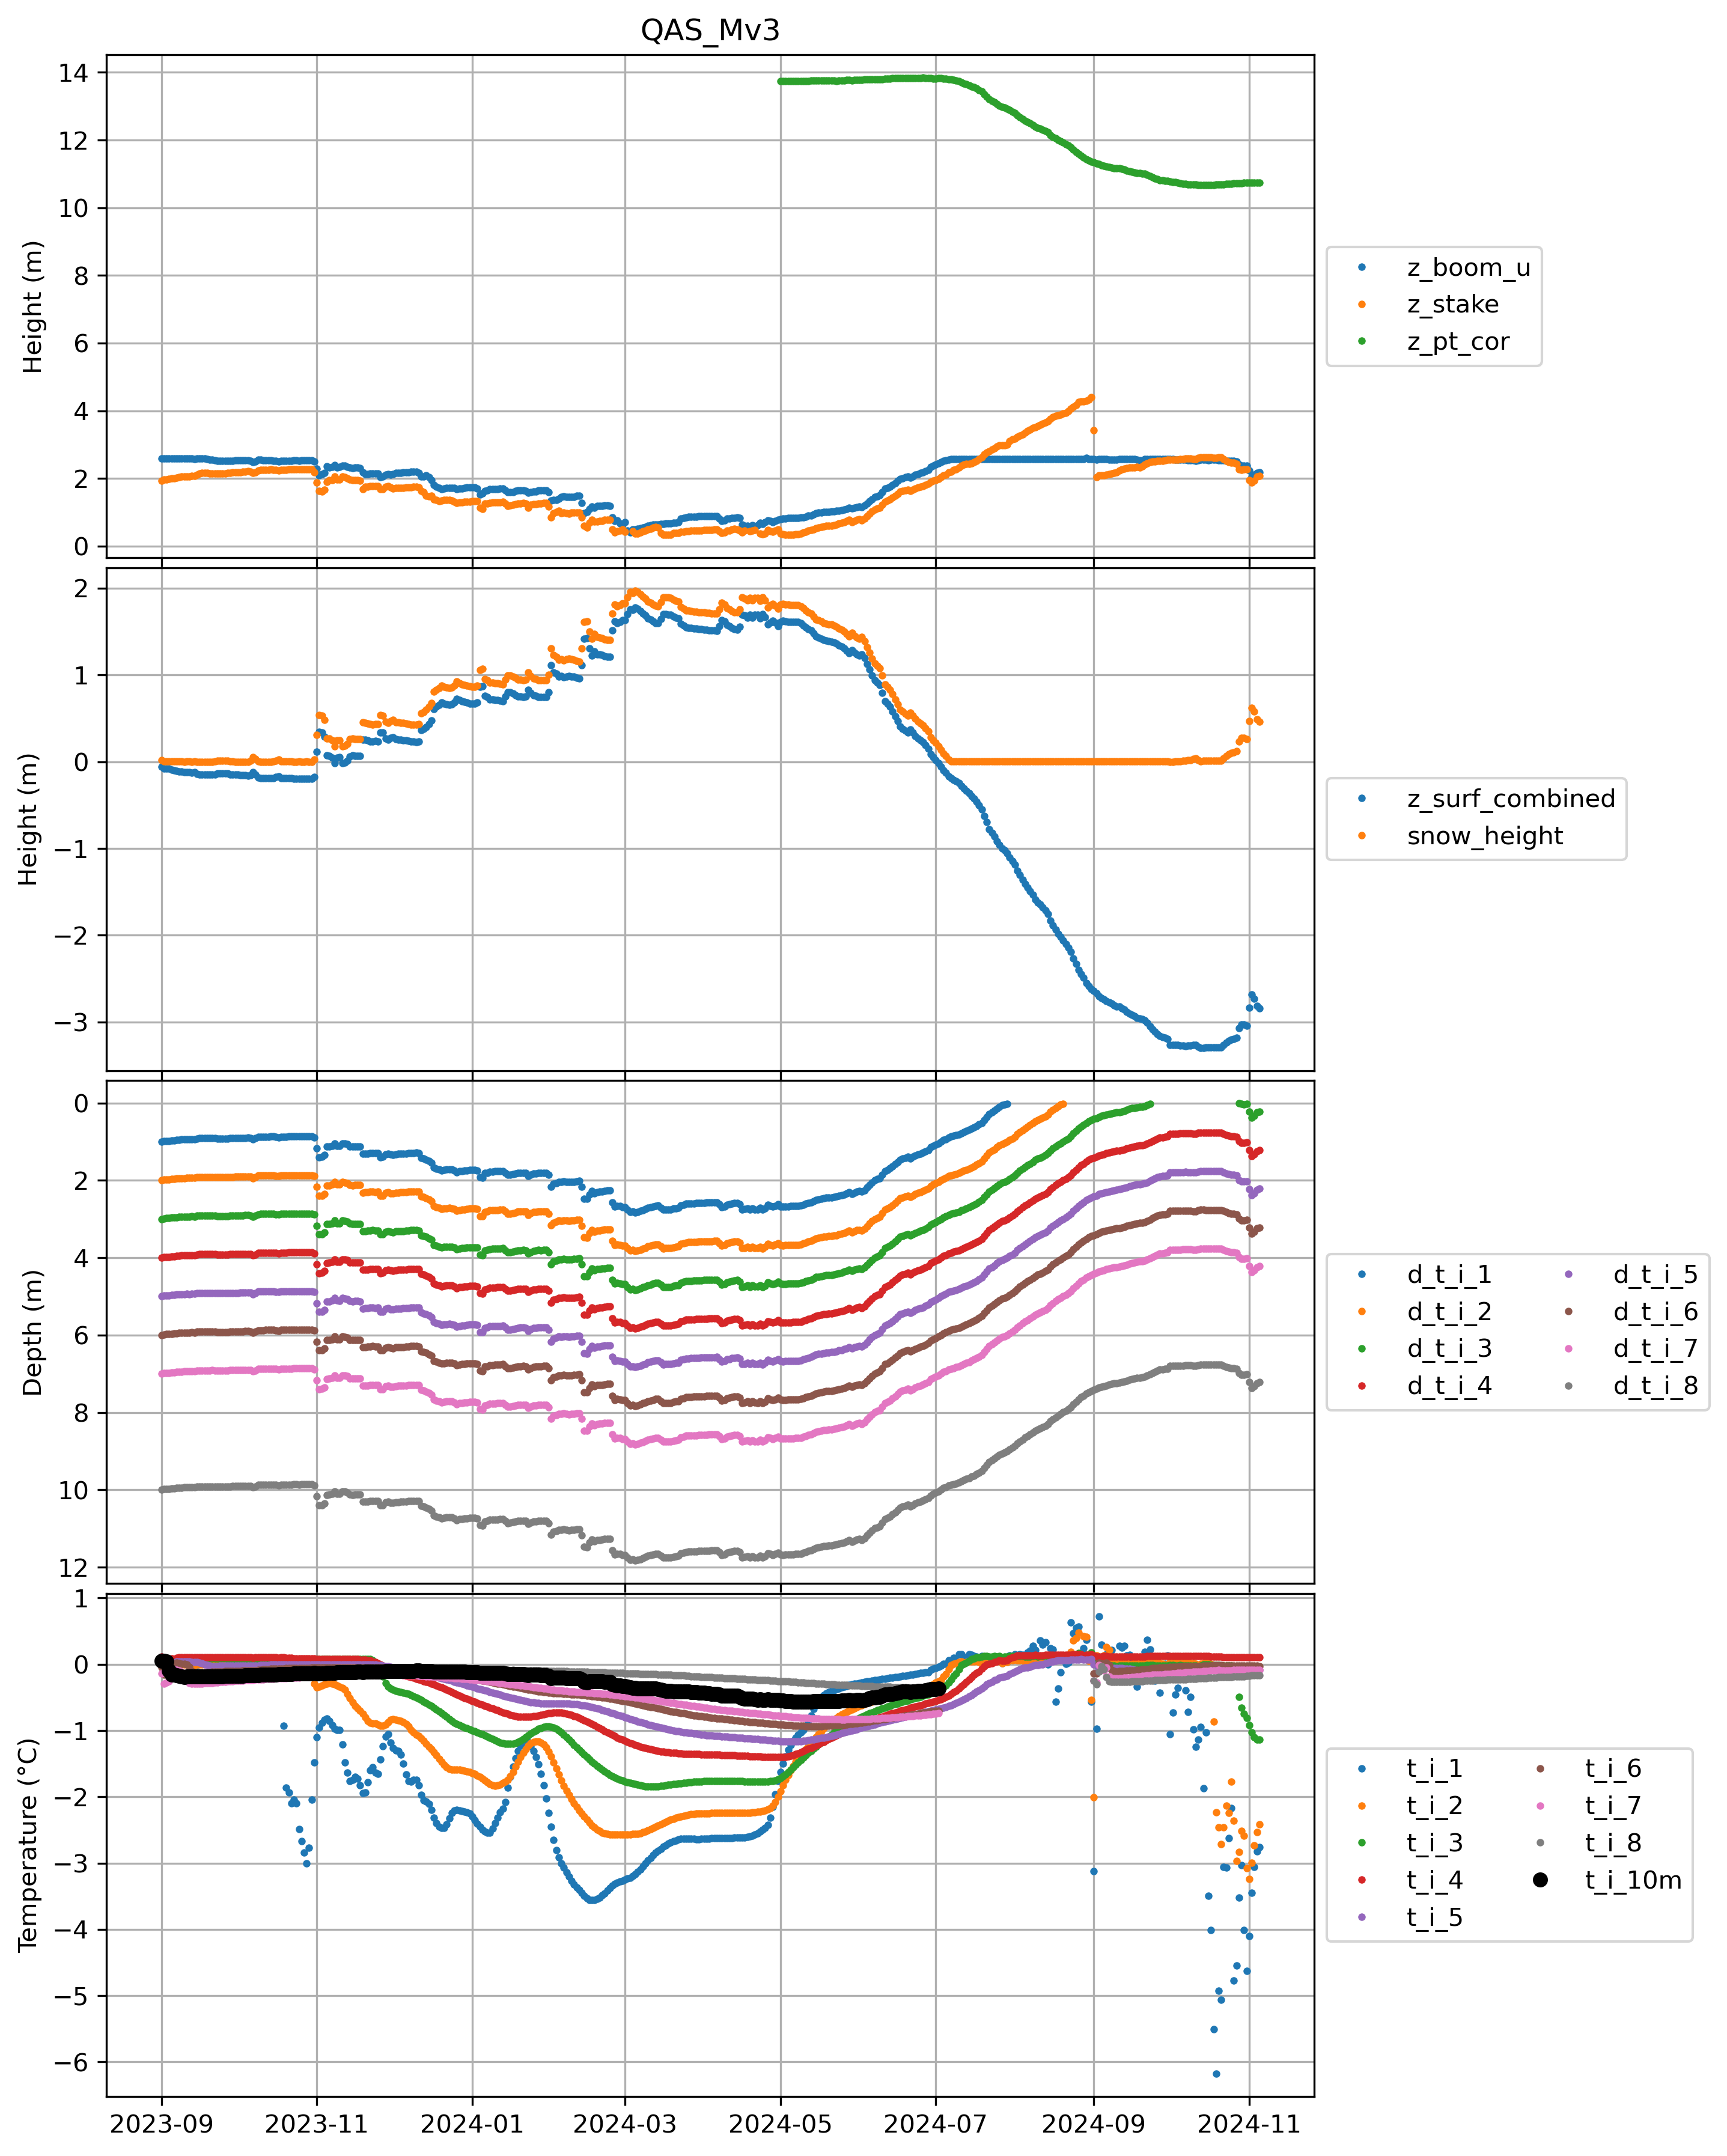 QAS_Mv3
14
12
10
8
6
4
2
0
Height (m)
z_boom_u
z_stake
z_pt_cor
2
1
0
−1
−2
−3
Height (m)
z_surf_combined
snow_height
0
2
4
6
8
10
12
Depth (m)
d_t_i_1
d_t_i_2
d_t_i_3
d_t_i_4
d_t_i_5
d_t_i_6
d_t_i_7
d_t_i_8
1
0
−1
−2
−3
−4
−5
−6
Temperature (°C)
t_i_1
t_i_2
t_i_3
t_i_4
t_i_5
t_i_6
t_i_7
t_i_8
t_i_10m
2023-09 2023-11 2024-01 2024-03 2024-05 2024-07 2024-09 2024-11